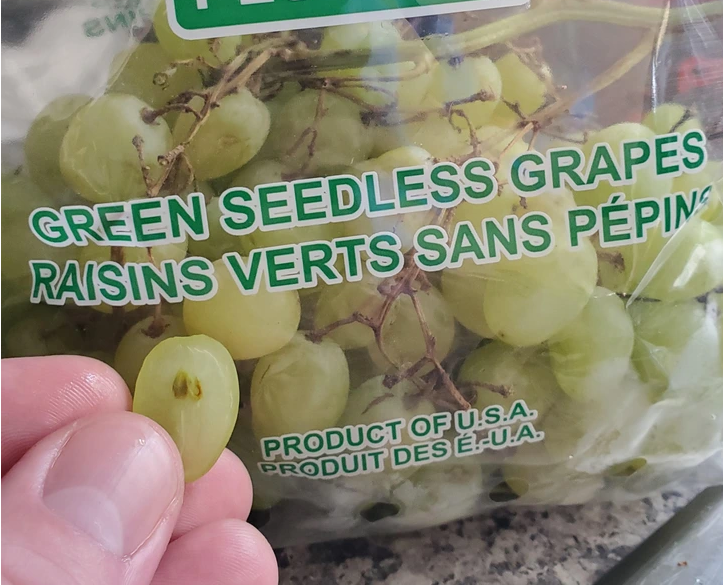 GREEN SEEDLESS GRAPES
RAISINS VERTS SANS PÉPINS
PRODUCT OF U.S.A.
PRODUIT DES É.-U.A.